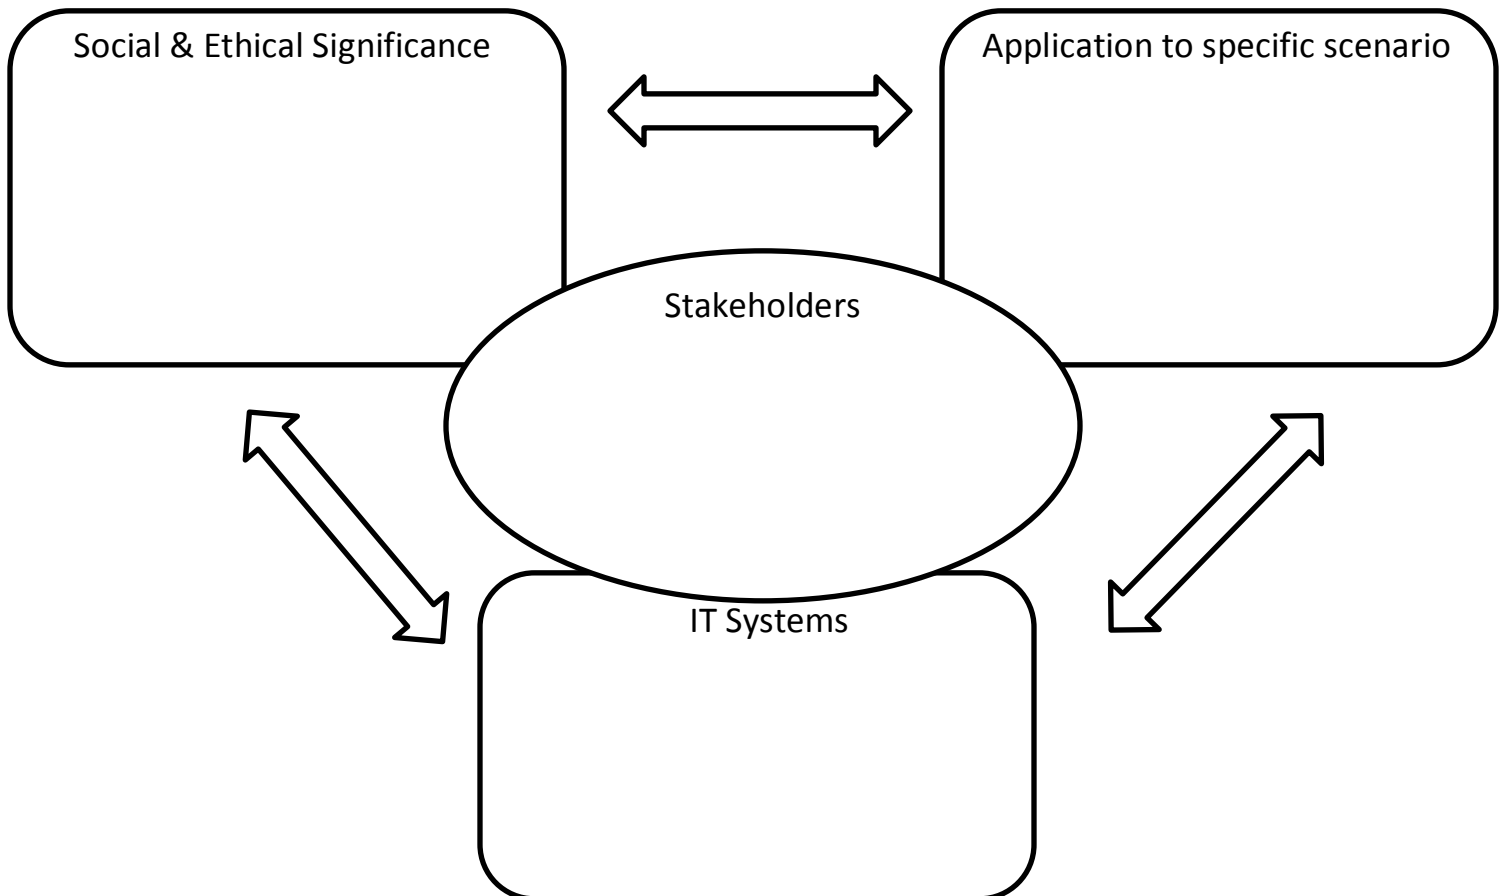 Social & Ethical Significance
Application to specific scenario
Stakeholders
IT Systems